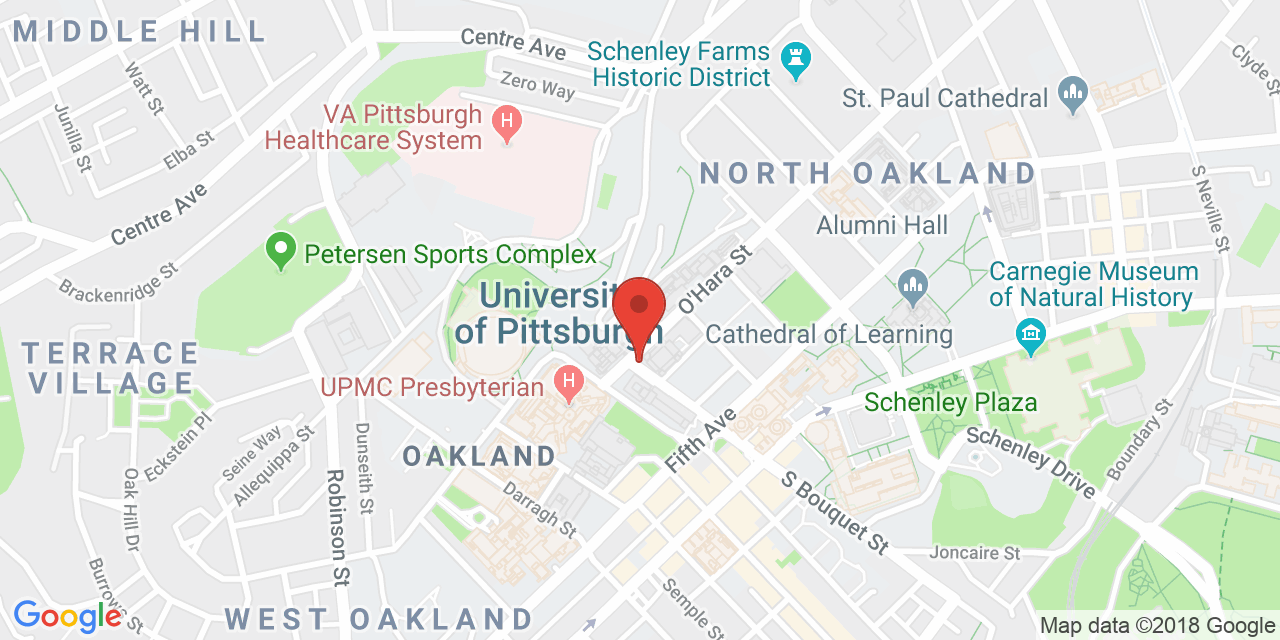 MIDDLE HILL
Centre Ave
Schenley Farms
Historic District
Clyde St
Watt St
Zero Way
St. Paul Cathedral
VA Pittsburgh
Healthcare System
H
Junilla St
Elba St
NORTH OAKLAND
S Neville St
Centre Ave
Alumni Hall
Petersen Sports Complex
O'Hara St
Carnegie Museum
of Natural History
Brackenridge St
Universit
of Pittsburgh
Cathedral of Learning
TERRACE
VILLAGE
UPMC Presbyterian
H
Schenley Plaza
Fifth Ave
Boundary St
Eckstein Pl
Seine Way
Allequippa St
Dunseith St
OAKLAND
Schenley Drive
Oak Hill Dr
Robinson St
Darragh St
S Bouquet St
Joncaire St
Burrows St
Semple St
WEST OAKLAND
Google
Map data ©2018 Google